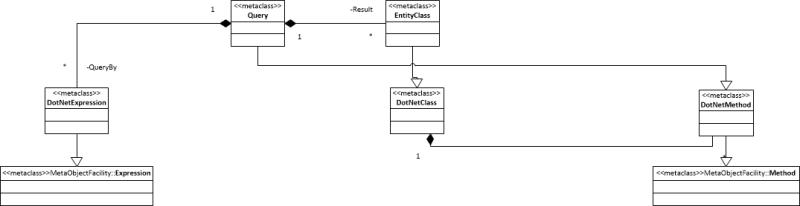 <<metaclass>>
Query
<<metaclass>>
EntityClass
1
-Result
1
*
*
-QueryBy
<<metaclass>>
DotNetExpression
<<metaclass>>
DotNetClass
<<metaclass>>
DotNetMethod
1
<<metaclass>>MetaObjectFacility::Expression
<<metaclass>>MetaObjectFacility::Method